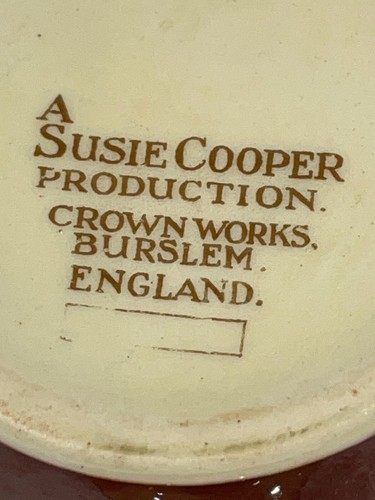 A
SUSIE COOPER
PRODUCTION.
CROWN WORKS.
BURSLEM.
ENGLAND.